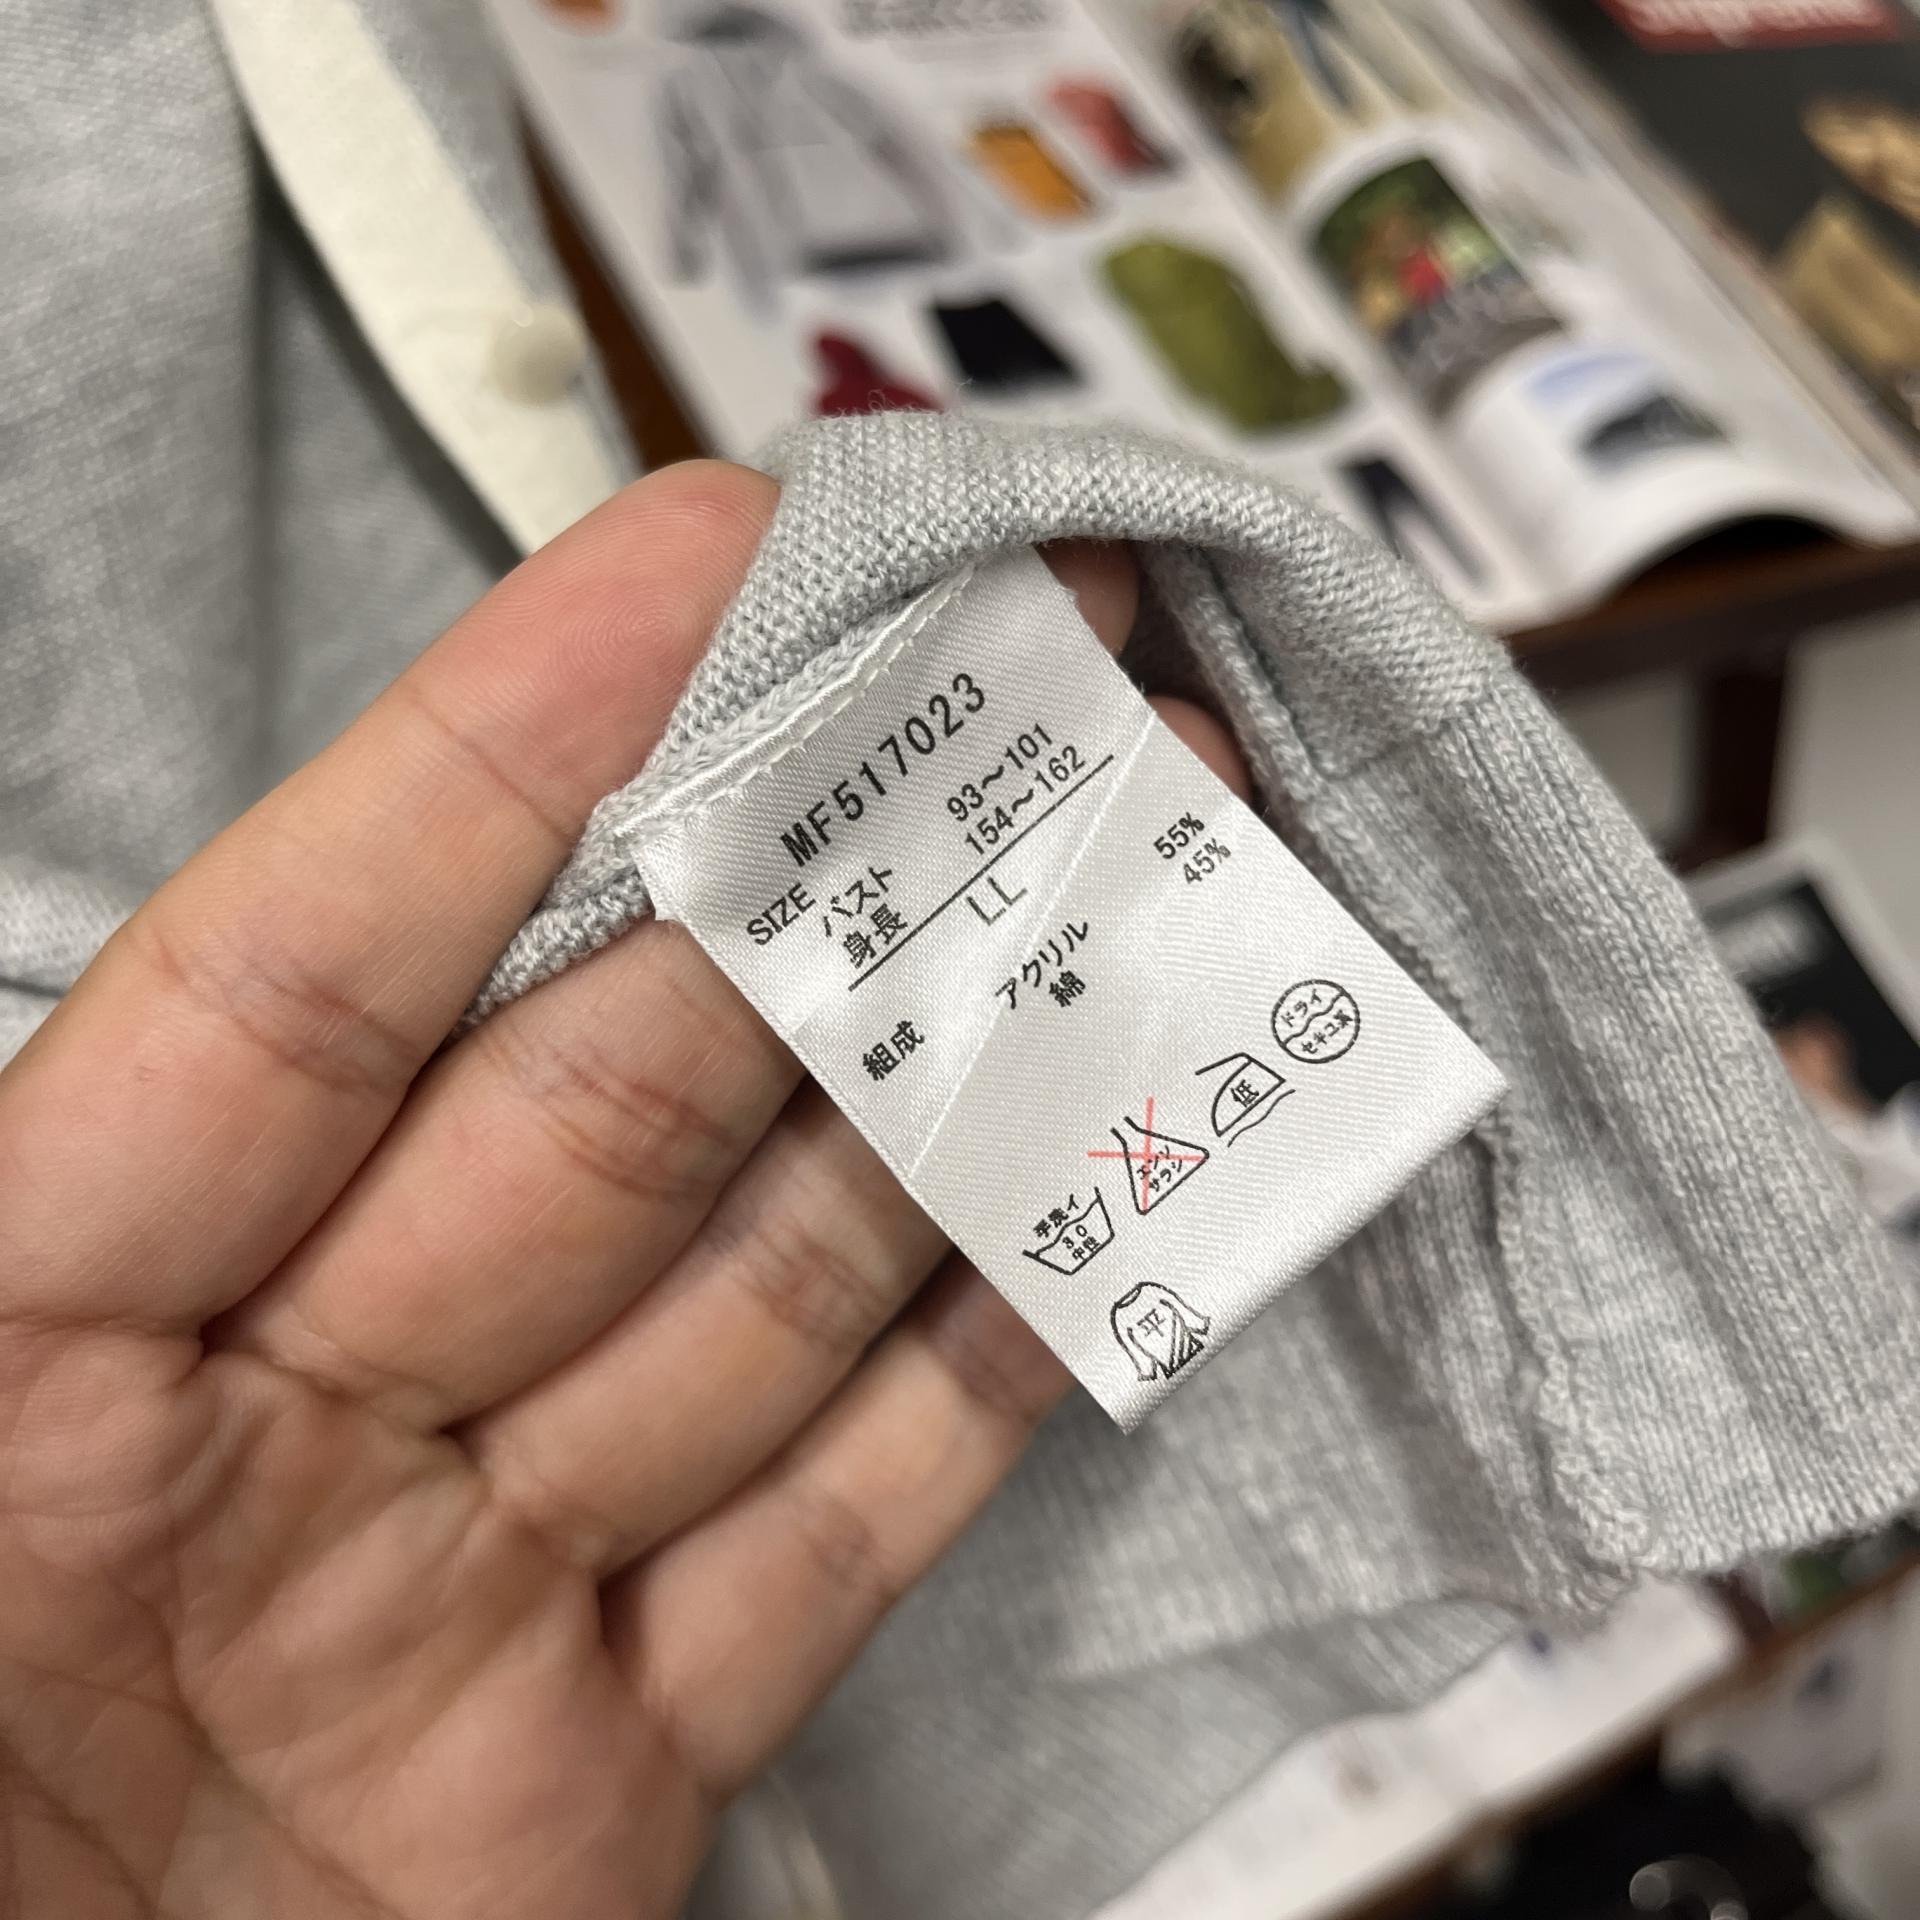 MF517023
SIZE バスト 93〜101
身長 154〜162
LL
組成 アクリル 55%
綿 45%
手洗イ
30
中性
エンソ
サラシ
低
ドライ
セキユ系
平